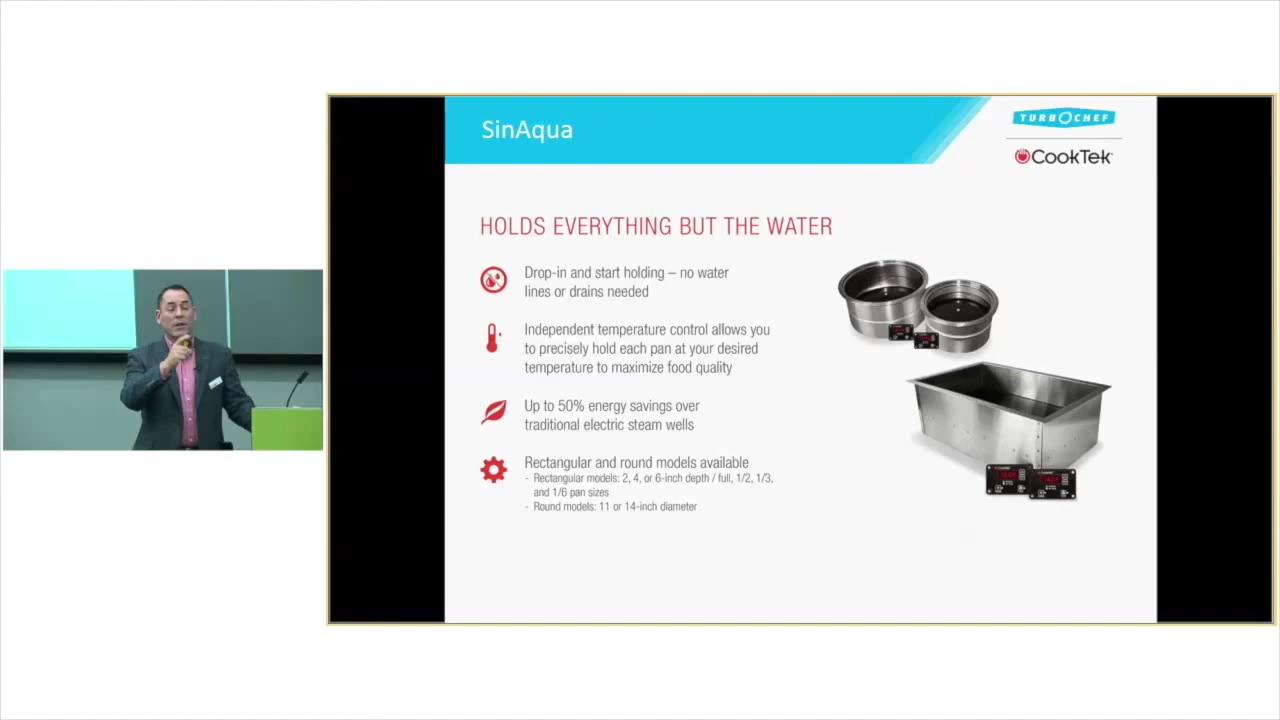 SinAqua
TURBOCHEF
CookTek
HOLDS EVERYTHING BUT THE WATER
Drop-in and start holding – no water
lines or drains needed
Independent temperature control allows you
to precisely hold each pan at your desired
temperature to maximize food quality
Up to 50% energy savings over
traditional electric steam wells
Rectangular and round models available
- Rectangular models: 2, 4, or 6-inch depth / full, 1/2, 1/3,
and 1/6 pan sizes
- Round models: 11 or 14-inch diameter